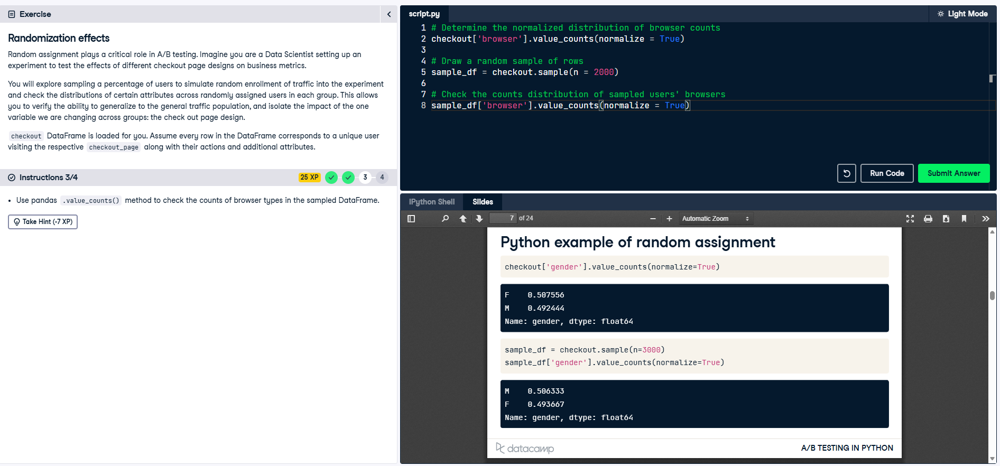 Exercise
Randomization effects
Random assignment plays a critical role in A/B testing. Imagine you are a Data Scientist setting up an
experiment to test the effects of different checkout page designs on business metrics.
You will explore sampling a percentage of users to simulate random enrollment of traffic into the experiment
and check the distributions of certain attributes across randomly assigned users in each group. This allows
you to verify the ability to generalize to the general traffic population, and isolate the impact of the one
variable we are changing across groups: the check out page design.
checkout DataFrame is loaded for you. Assume every row in the DataFrame corresponds to a unique user
visiting the respective checkout_page along with their actions and additional attributes.
Instructions 3/4
25 XP
3
4
• Use pandas .value_counts() method to check the counts of browser types in the sampled DataFrame.
Take Hint (-7 XP)
script.py
Light Mode
1 # Determine the normalized distribution of browser counts
2 checkout['browser'].value_counts(normalize = True)
3
4 # Draw a random sample of rows
5 sample_df = checkout.sample(n = 2000)
6
7 # Check the counts distribution of sampled users' browsers
8 sample_df['browser'].value_counts(normalize = True)
Run Code
Submit Answer
IPython Shell
Slides
7 of 24
Automatic Zoom
Python example of random assignment
checkout['gender'].value_counts(normalize=True)
F 0.507556
M 0.492444
Name: gender, dtype: float64
sample_df = checkout.sample(n=3000)
sample_df['gender'].value_counts(normalize=True)
M 0.506333
F 0.493667
Name: gender, dtype: float64
datacamp
A/B TESTING IN PYTHON